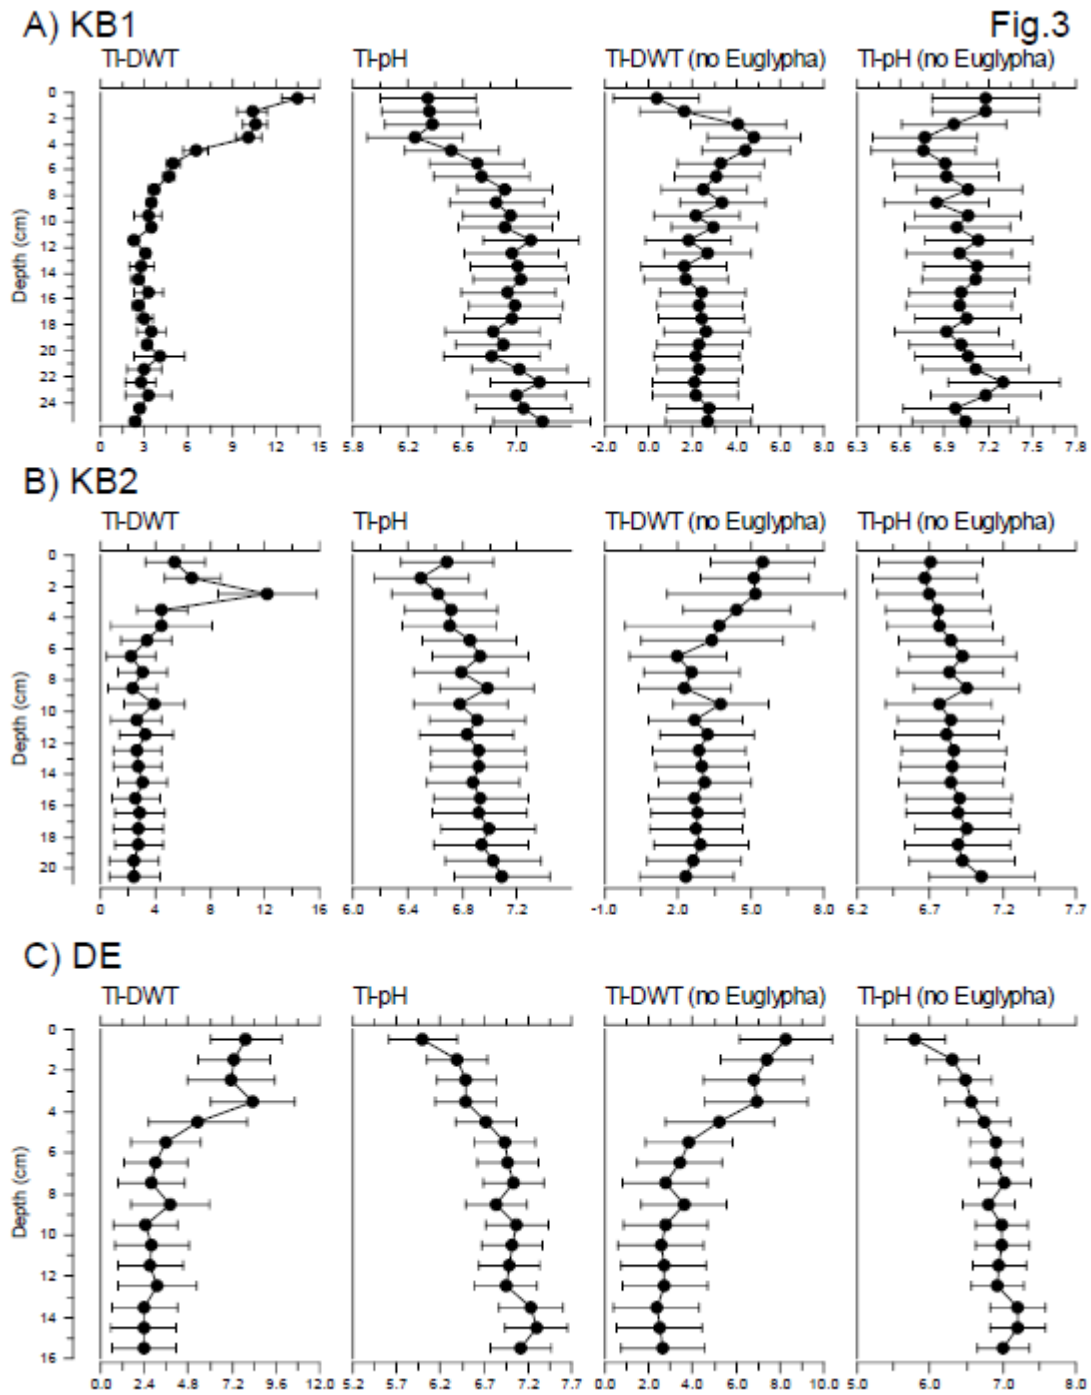 A) KB1 Fig.3
TI-DWT TI-pH TI-DWT (no Euglypha) TI-pH (no Euglypha)
Depth (cm)
0
2
4
6
8
10
12
14
16
18
20
22
24
0 3 6 9 12 15 5.8 6.2 6.6 7.0 -2.0 0.0 2.0 4.0 6.0 8.0 6.3 6.6 6.9 7.2 7.5 7.8
B) KB2
TI-DWT TI-pH TI-DWT (no Euglypha) TI-pH (no Euglypha)
Depth (cm)
0
2
4
6
8
10
12
14
16
18
20
0 4 8 12 16 6.0 6.4 6.8 7.2 -1.0 2.0 5.0 8.0 6.2 6.7 7.2 7.7
C) DE
TI-DWT TI-pH TI-DWT (no Euglypha) TI-pH (no Euglypha)
Depth (cm)
0
2
4
6
8
10
12
14
16
0.0 2.4 4.8 7.2 9.6 12.0 5.2 5.7 6.2 6.7 7.2 7.7 0.0 2.0 4.0 6.0 8.0 10.0 5.0 6.0 7.0 8.0